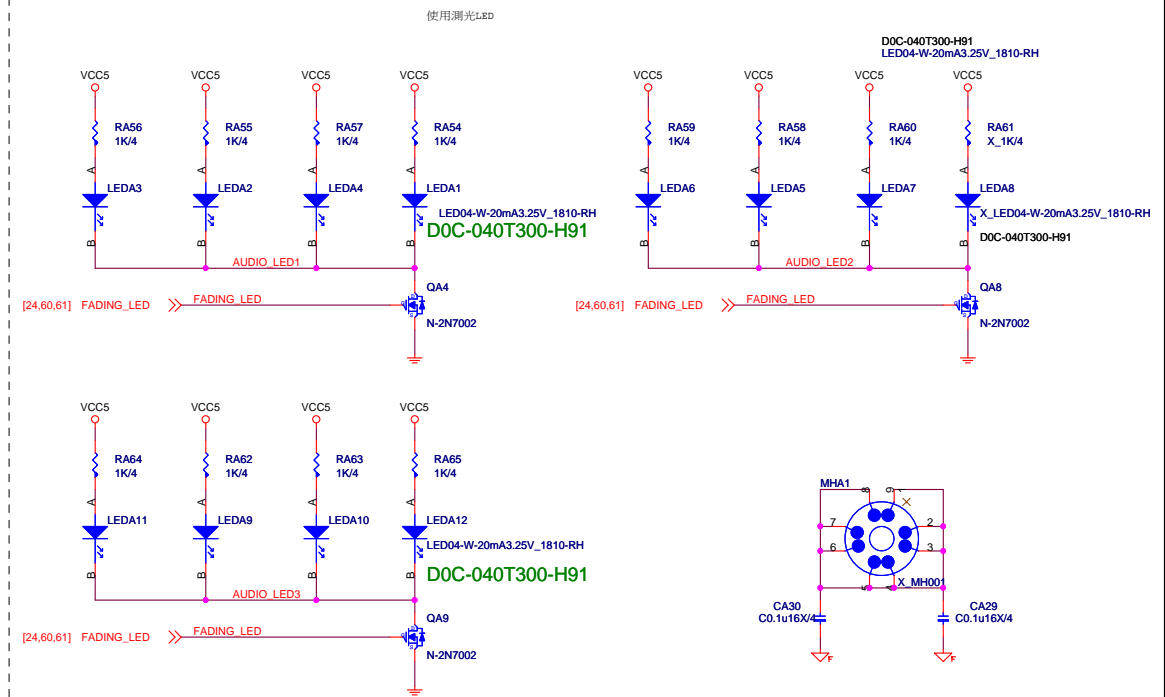 使用測光LED
D0C-040T300-H91
LED04-W-20mA3.25V_1810-RH
VCC5 VCC5 VCC5 VCC5
RA56 RA55 RA57 RA54
1K/4 1K/4 1K/4 1K/4
A A A A
LEDA3 LEDA2 LEDA4 LEDA1
LED04-W-20mA3.25V_1810-RH
D0C-040T300-H91
B B B B
AUDIO_LED1
QA4
[24,60,61] FADING_LED FADING_LED
N-2N7002
VCC5 VCC5 VCC5 VCC5
RA59 RA58 RA60 RA61
1K/4 1K/4 1K/4 X_1K/4
A A A A
LEDA6 LEDA5 LEDA7 LEDA8
X_LED04-W-20mA3.25V_1810-RH
D0C-040T300-H91
B B B B
AUDIO_LED2
QA8
[24,60,61] FADING_LED FADING_LED
N-2N7002
VCC5 VCC5 VCC5 VCC5
RA64 RA62 RA63 RA65
1K/4 1K/4 1K/4 1K/4
A A A A
LEDA11 LEDA9 LEDA10 LEDA12
LED04-W-20mA3.25V_1810-RH
D0C-040T300-H91
B B B B
AUDIO_LED3
QA9
[24,60,61] FADING_LED FADING_LED
N-2N7002
MHA1
8 9 1
7 2
6 3
5 4
X_MH001
CA30 CA29
C0.1u16X/4 C0.1u16X/4
F F